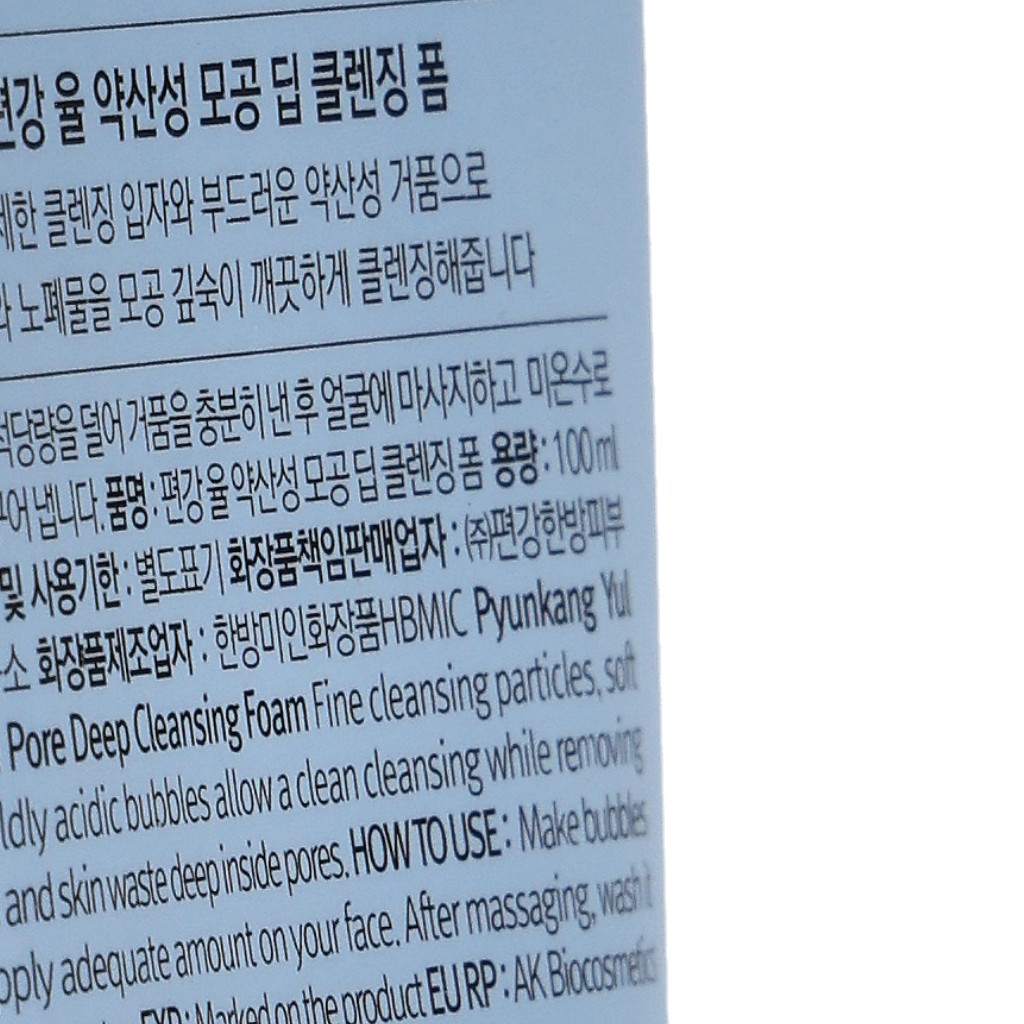 편강 율 약산성 모공 딥 클렌징 폼
클렌징 입자와 부드러운 약산성 거품으로
노폐물을 모공 깊숙이 깨끗하게 클렌징해줍니다
적당량을 덜어 거품을 충분히 낸 후 얼굴에 마사지하고 미온수로
냅니다. 품명 : 편강 율 약산성 모공 딥 클렌징 폼 용량 : 100ml
및 사용기한 : 별도표기 화장품책임판매업자 : ㈜편강한방피부
소 화장품제조업자 : 한방미인화장품HBMIC Pyunkang Yul
Pore Deep Cleansing Foam Fine cleansing particles, soft
ldly acidic bubbles allow a clean cleansing while removing
and skin waste deep inside pores. HOW TO USE : Make bubbles
pply adequate amount on your face. After massaging, wash it
EXP : Marked on the product EU RP : AK Biocosmetics